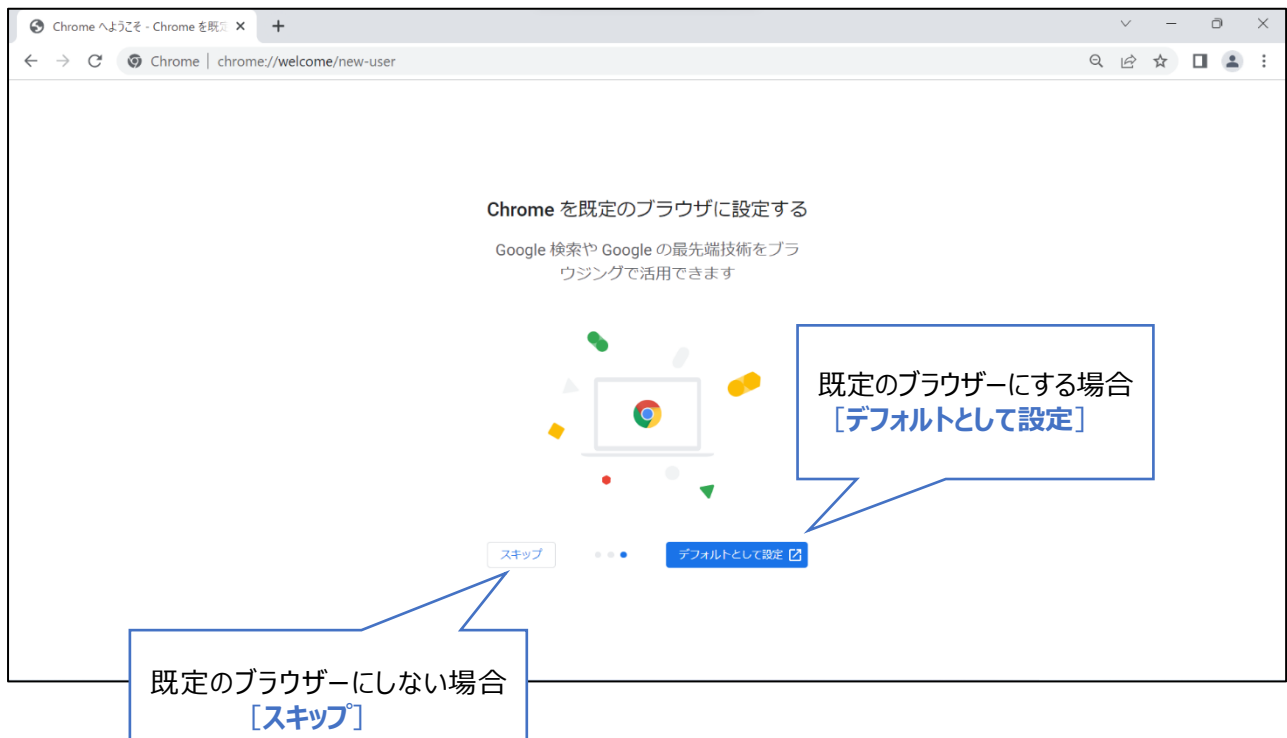 Chrome へようこそ - Chrome を既定
Chrome | chrome://welcome/new-user
Chrome を既定のブラウザに設定する
Google 検索や Google の最先端技術をブラ
ウジングで活用できます
既定のブラウザーにする場合
［デフォルトとして設定］
スキップ
デフォルトとして設定
既定のブラウザーにしない場合
［スキップ］